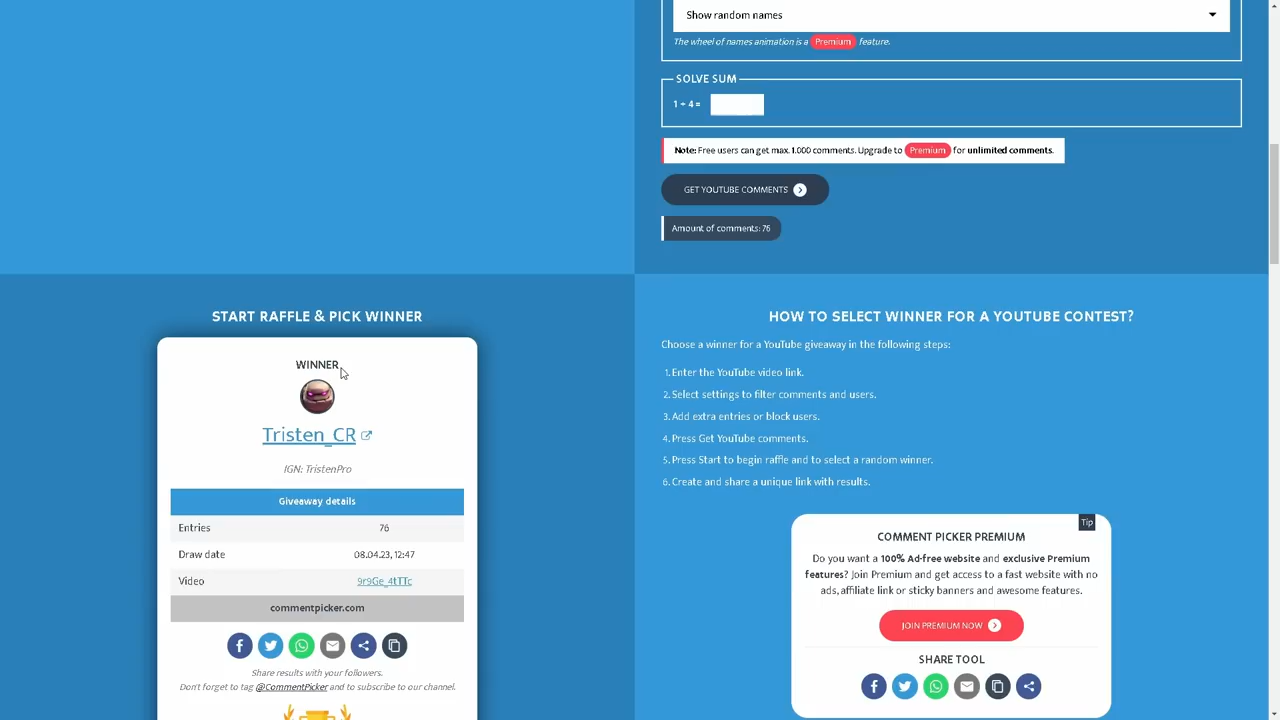 Show random names
The wheel of names animation is a Premium feature.
SOLVE SUM
1 + 4 =
Note: Free users can get max. 1.000 comments. Upgrade to Premium for unlimited comments.
GET YOUTUBE COMMENTS
Amount of comments: 76
START RAFFLE & PICK WINNER
WINNER
Tristen_CR
IGN: TristenPro
Giveaway details
Entries 76
Draw date 08.04.23, 12:47
Video 9r9Ge_4tTTc
commentpicker.com
Share results with your followers.
Don't forget to tag @CommentPicker and to subscribe to our channel.
HOW TO SELECT WINNER FOR A YOUTUBE CONTEST?
Choose a winner for a YouTube giveaway in the following steps:
1. Enter the YouTube video link.
2. Select settings to filter comments and users.
3. Add extra entries or block users.
4. Press Get YouTube comments.
5. Press Start to begin raffle and to select a random winner.
6. Create and share a unique link with results.
Tip
COMMENT PICKER PREMIUM
Do you want a 100% Ad-free website and exclusive Premium
features? Join Premium and get access to a fast website with no
ads, affiliate link or sticky banners and awesome features.
JOIN PREMIUM NOW
SHARE TOOL